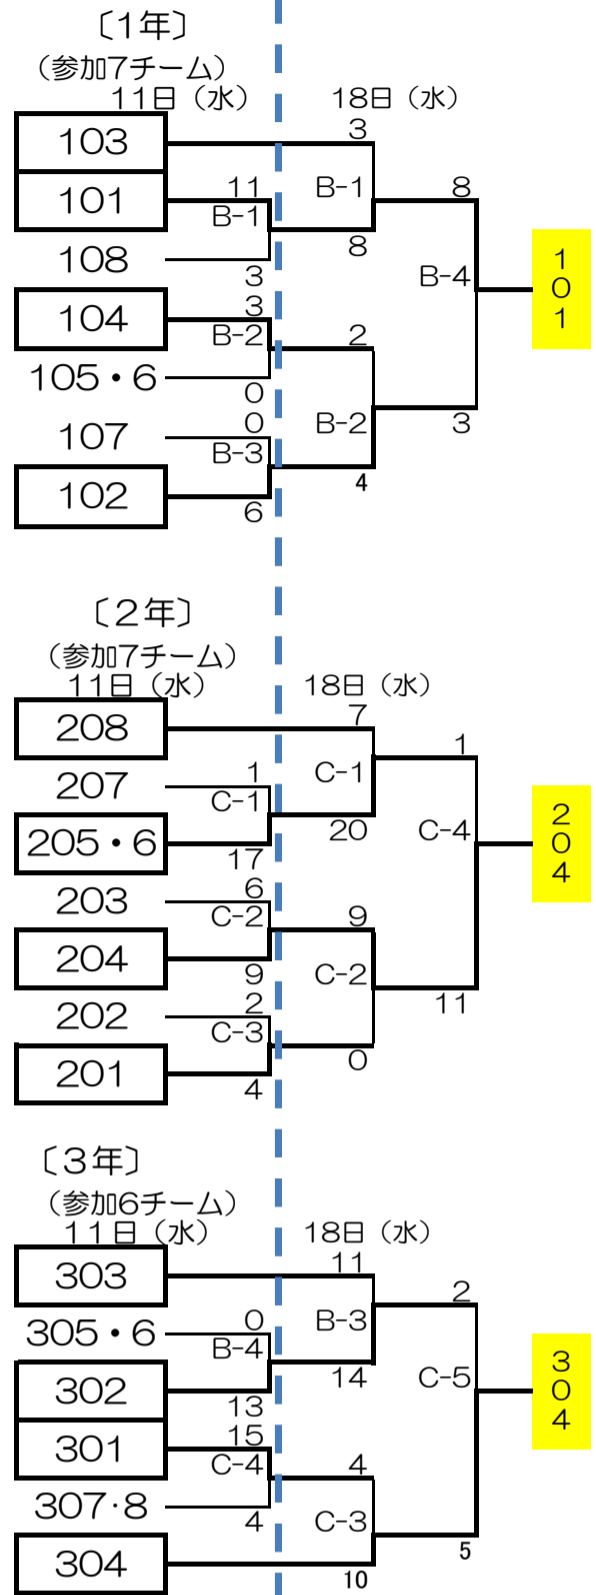 〔1年〕
（参加7チーム）
11日（水）
18日（水）
103
3
101
11
B-1
B-1
8
108
3
8
B-4
101
104
3
B-2
2
105・6
0
107
0
B-3
B-2
3
102
6
4
〔2年〕
（参加7チーム）
11日（水）
18日（水）
208
7
207
1
C-1
C-1
1
205・6
17
20
C-4
204
203
6
C-2
9
204
9
C-2
202
2
C-3
11
201
4
0
〔3年〕
（参加6チーム）
11日（水）
18日（水）
303
11
305・6
0
B-4
B-3
2
302
13
14
C-5
304
301
15
C-4
4
307・8
4
C-3
304
10
5